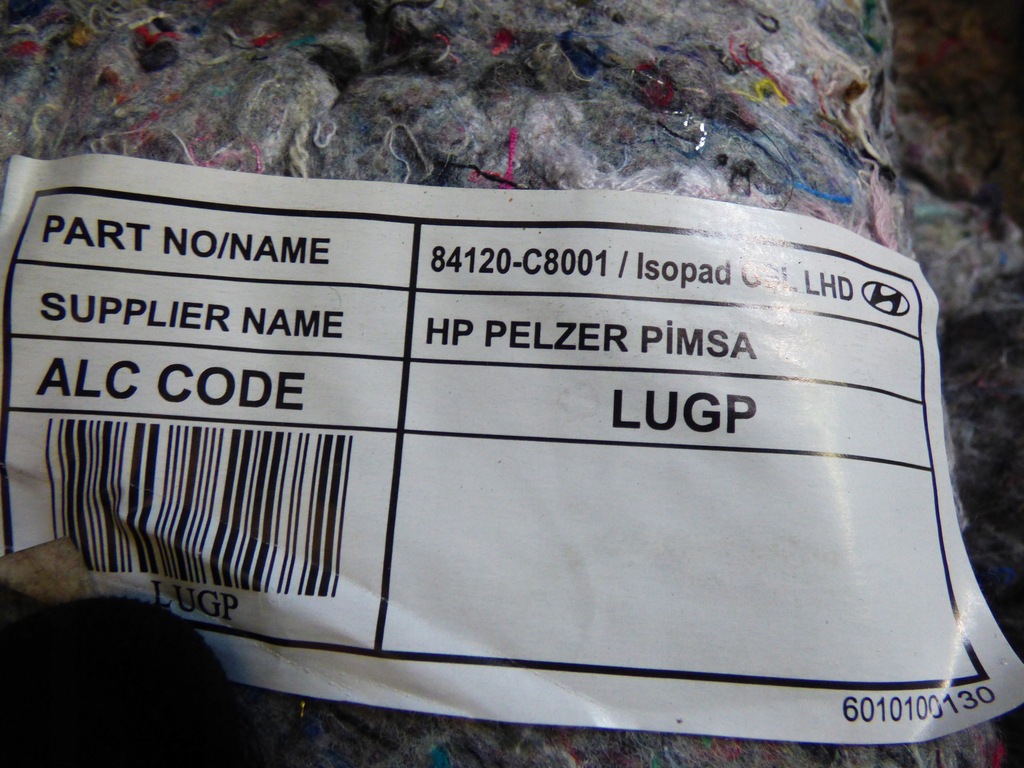 PART NO/NAME 84120-C8001 / Isopad LHD
SUPPLIER NAME HP PELZER PİMSA
ALC CODE LUGP
LUGP
6010100130